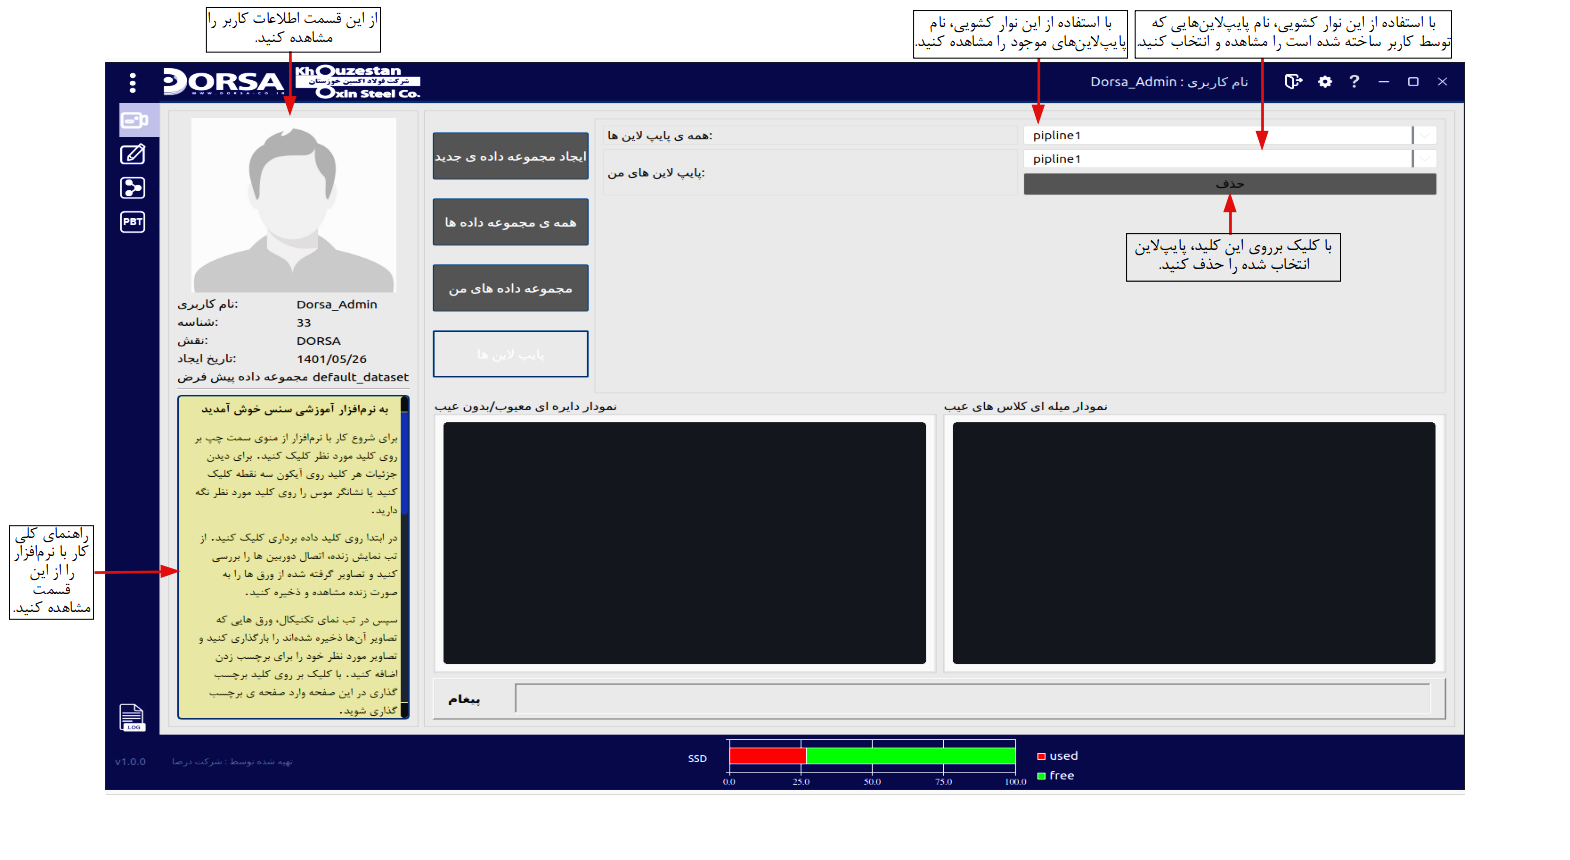 از این قسمت اطلاعات کاربر را
مشاهده کنید.
با استفاده از این نوار کشویی، نام
پایپ‌لاین‌های موجود را مشاهده کنید.
با استفاده از این نوار کشویی، نام پایپ‌لاین‌هایی که
توسط کاربر ساخته شده است را مشاهده و انتخاب کنید.
DORSA
WWW.DORSA-CO.IR
Khouzestan
شرکت فولاد اکسین خوزستان
Oxin Steel Co.
نام کاربری : Dorsa_Admin
?
PBT
LOG
نام کاربری: Dorsa_Admin
شناسه: 33
نقش: DORSA
تاریخ ایجاد: 1401/05/26
مجموعه داده پیش فرض default_dataset
به نرم‌افزار آموزشی سنس خوش آمدید
برای شروع کار با نرم‌افزار از منوی سمت چپ بر
روی کلید مورد نظر کلیک کنید. برای دیدن
جزئیات هر کلید روی آیکون سه نقطه کلیک
کنید یا نشانگر موس را روی کلید مورد نظر نگه
دارید.
در ابتدا روی کلید داده برداری کلیک کنید. از
تب نمایش زنده، اتصال دوربین ها را بررسی
کنید و تصاویر گرفته شده از ورق ها را به
صورت زنده مشاهده و ذخیره کنید.
سپس در تب نمای تکنیکال، ورق هایی که
تصاویر آن‌ها ذخیره شده‌اند را بارگذاری کنید و
تصاویر مورد نظر خود را برای برچسب زدن
اضافه کنید. با کلیک بر روی کلید برچسب
گذاری در این صفحه وارد صفحه ی برچسب
گذاری شوید.
راهنمای کلی
کار با نرم‌افزار
را از این
قسمت
مشاهده کنید.
ایجاد مجموعه داده ی جدید
همه ی مجموعه داده ها
مجموعه داده های من
پایپ لاین ها
همه ی پایپ لاین ها:
pipline1
پایپ لاین های من:
pipline1
حذف
با کلیک برروی این کلید، پایپ‌لاین
انتخاب شده را حذف کنید.
نمودار دایره ای معیوب/بدون عیب
نمودار میله ای کلاس های عیب
پیغام
v1.0.0
تهیه شده توسط : شرکت درصا
SSD
0.0 25.0 50.0 75.0 100.0
used
free